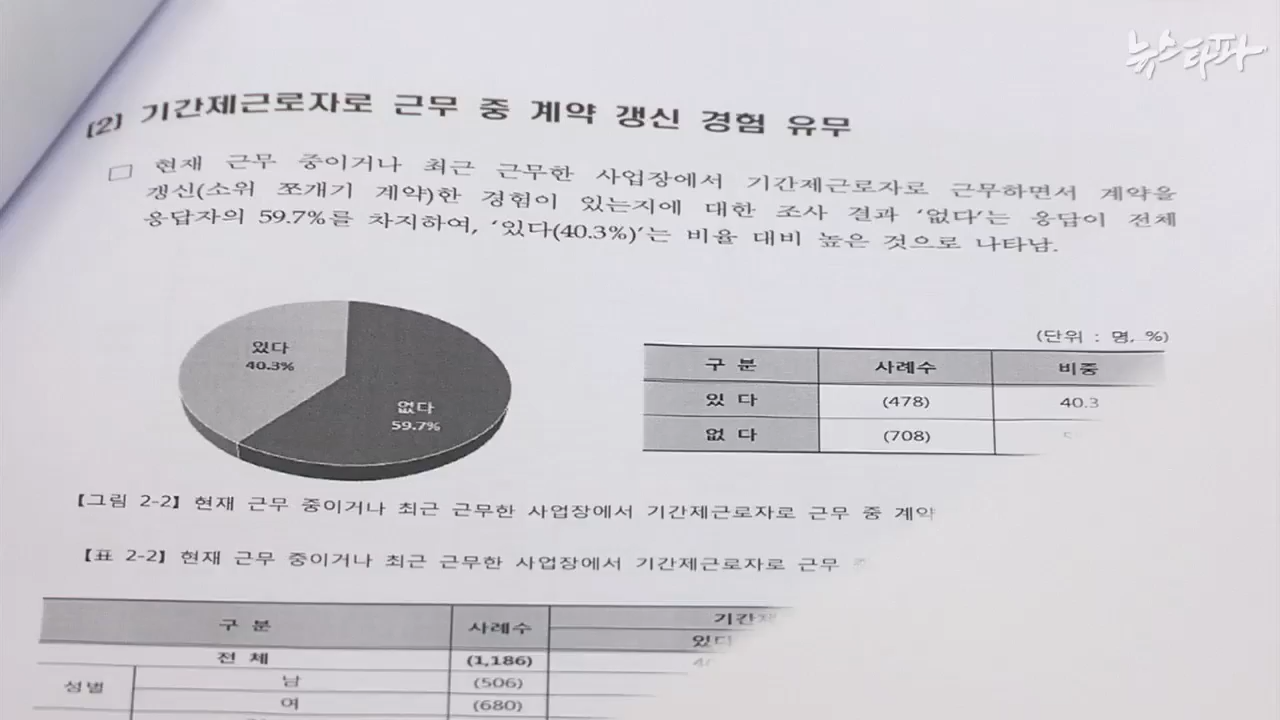 뉴스타파
[2] 기간제근로자로 근무 중 계약 갱신 경험 유무
□ 현재 근무 중이거나 최근 근무한 사업장에서 기간제근로자로 근무하면서 계약을
갱신(소위 쪼개기 계약)한 경험이 있는지에 대한 조사 결과 ‘없다’는 응답이 전체
응답자의 59.7%를 차지하여, ‘있다(40.3%)’는 비율 대비 높은 것으로 나타남.
있다
40.3%
없다
59.7%
(단위 : 명, %)
구 분 사례수 비중
있 다 (478) 40.3
없 다 (708)
【그림 2-2】 현재 근무 중이거나 최근 근무한 사업장에서 기간제근로자로 근무 중 계약
【표 2-2】 현재 근무 중이거나 최근 근무한 사업장에서 기간제근로자로 근무
구 분 사례수 기간제
있다
전 체 (1,186)
성별 남 (506)
여 (680)